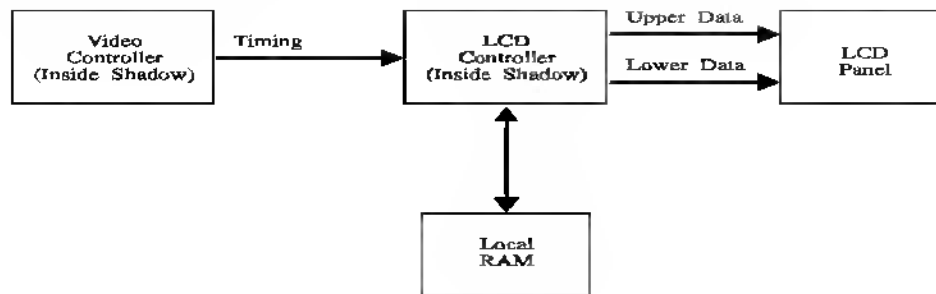 Video
Controller
(Inside Shadow)
Timing
LCD
Controller
(Inside Shadow)
Upper Data
Lower Data
LCD
Panel
Local
RAM